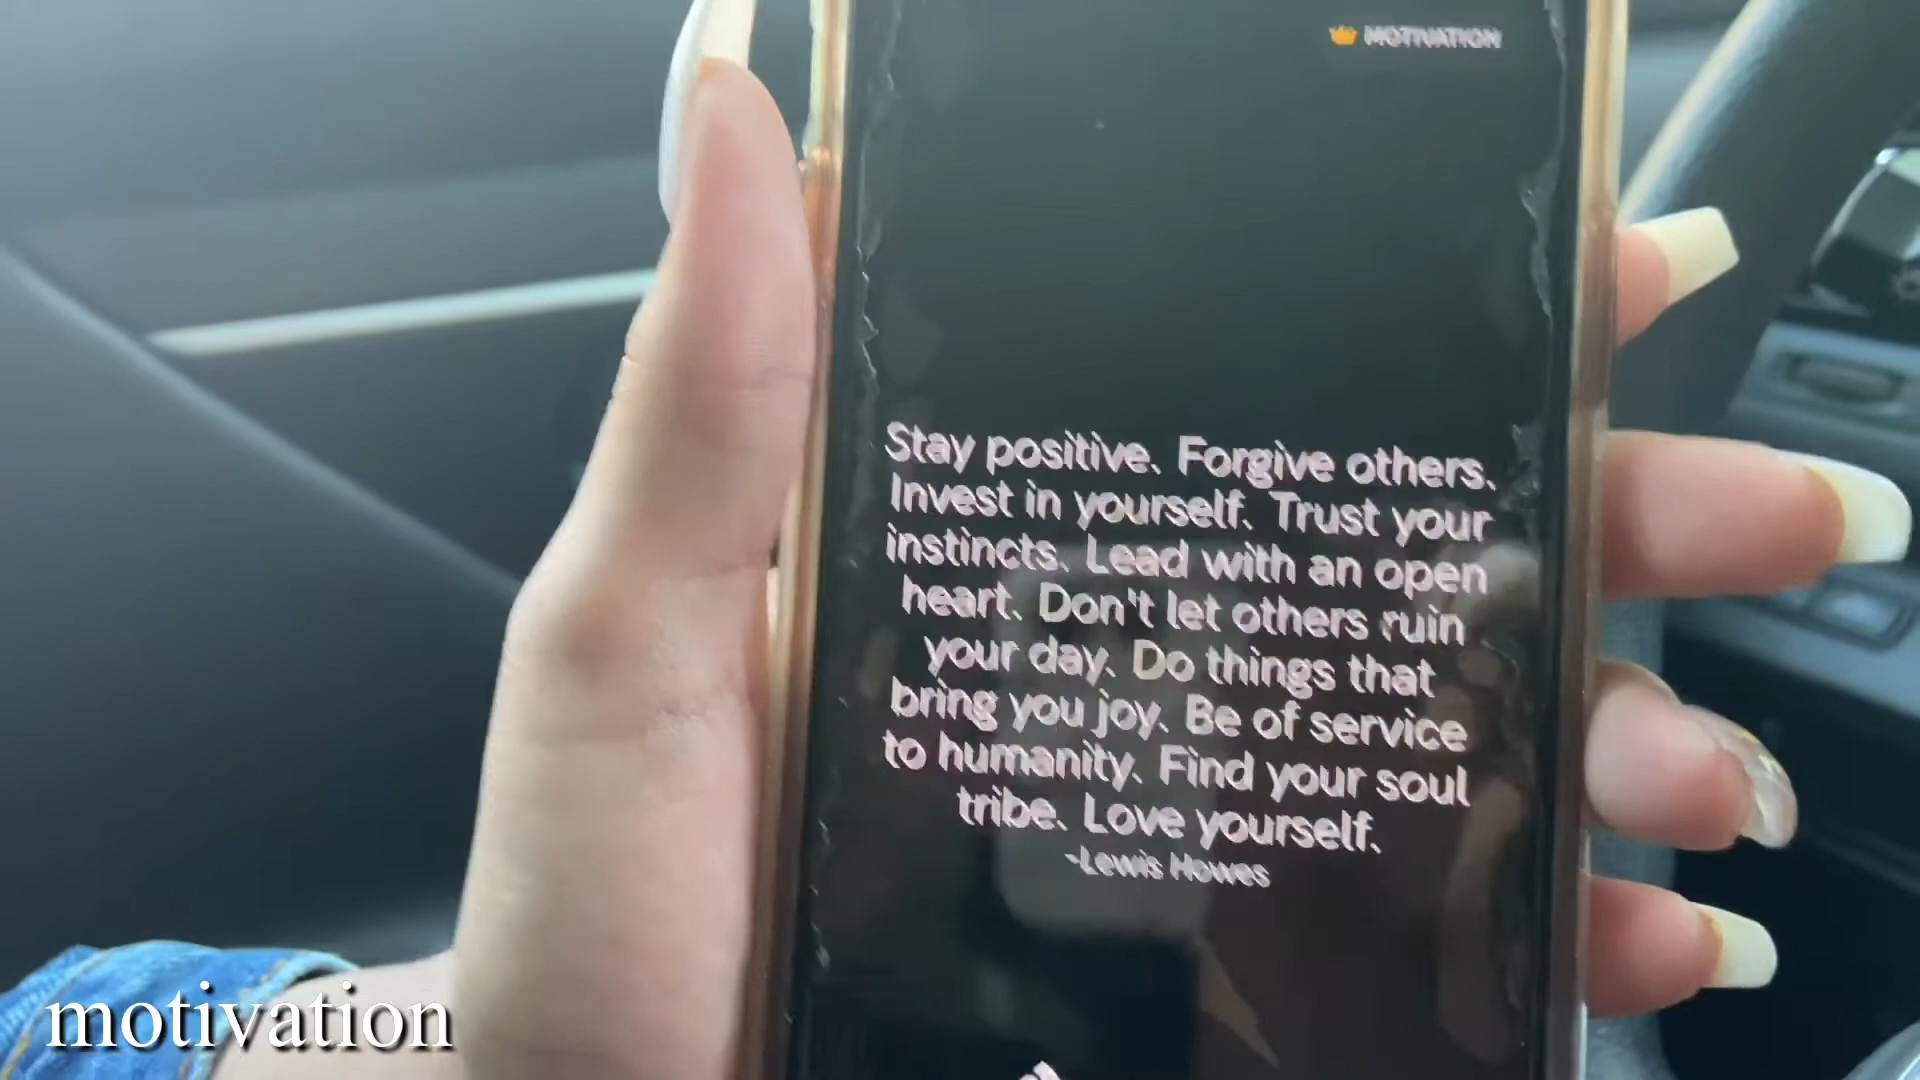 MOTIVATION
Stay positive. Forgive others.
Invest in yourself. Trust your
instincts. Lead with an open
heart. Don't let others ruin
your day. Do things that
bring you joy. Be of service
to humanity. Find your soul
tribe. Love yourself.
-Lewis Howes
motivation